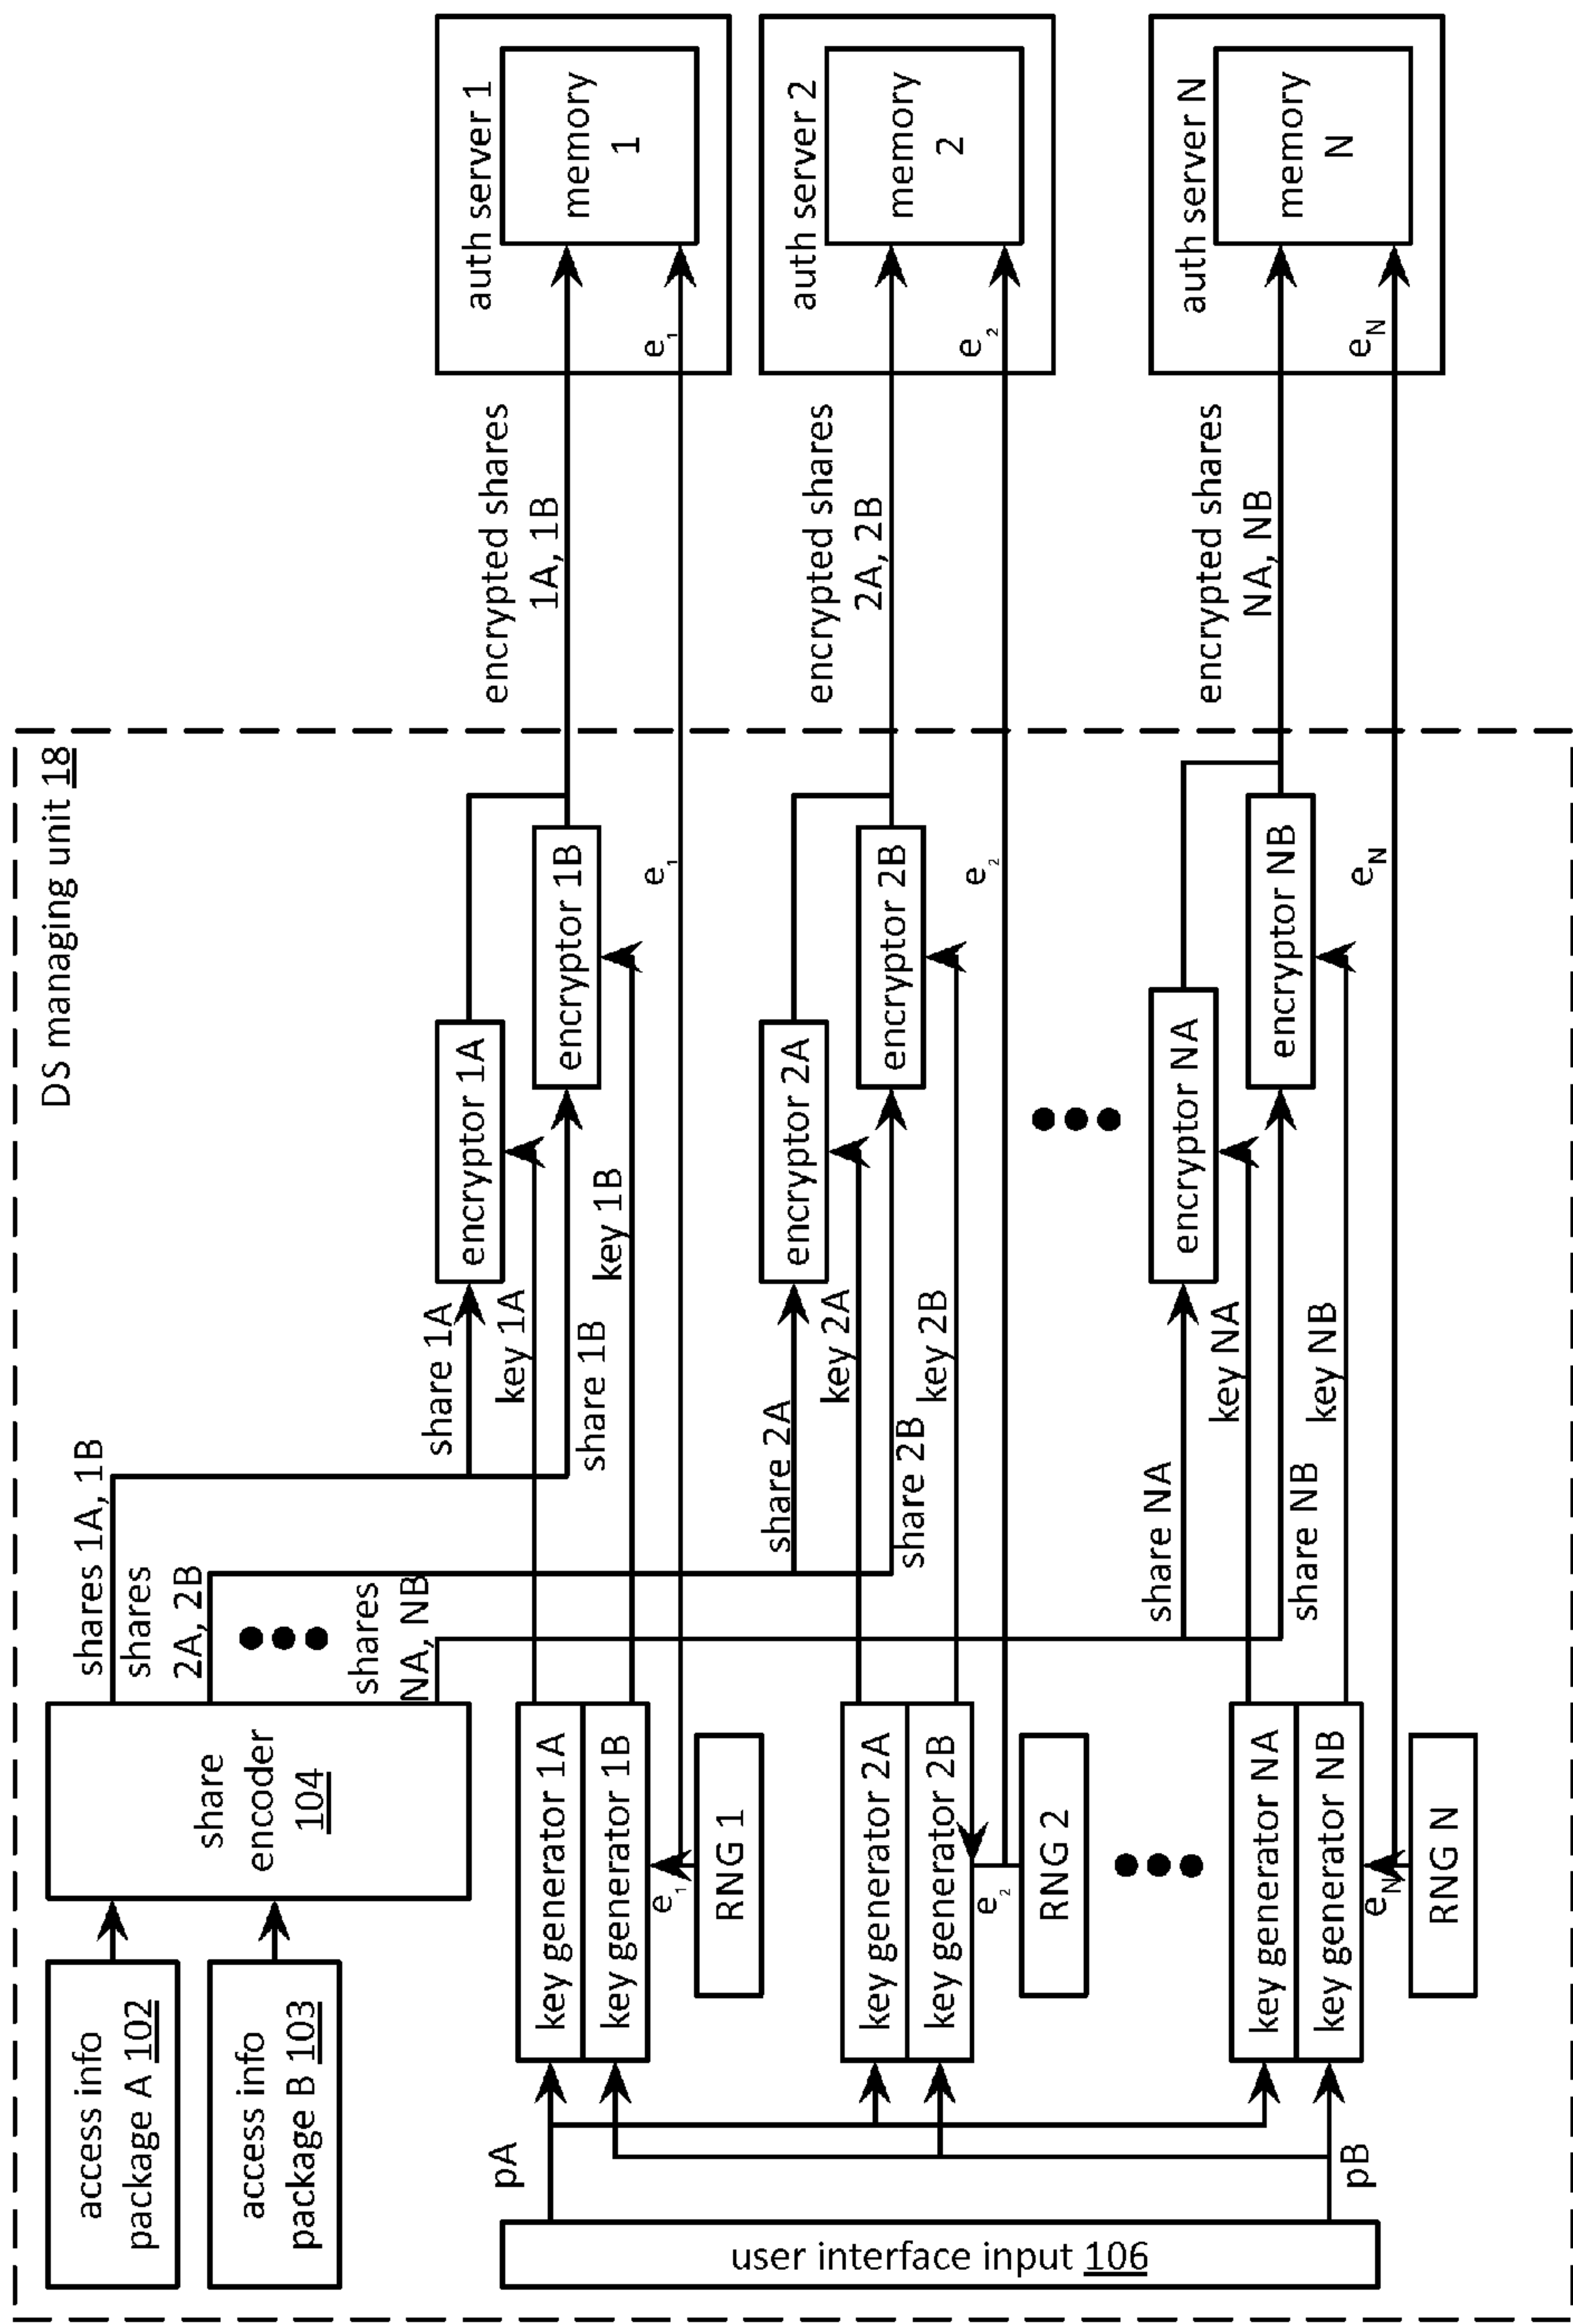 DS managing unit 18
access info
package A 102
access info
package B 103
share
encoder
104
shares 1A, 1B
shares
2A, 2B
shares
NA, NB
user interface input 106
pA
pB
key generator 1A
key generator 1B
e1
RNG 1
share 1A
key 1A
share 1B
key 1B
encryptor 1A
encryptor 1B
e1
encrypted shares
1A, 1B
auth server 1
memory
1
e1
key generator 2A
key generator 2B
e2
RNG 2
share 2A
key 2A
share 2B
key 2B
encryptor 2A
encryptor 2B
e2
encrypted shares
2A, 2B
auth server 2
memory
2
e2
key generator NA
key generator NB
eN
RNG N
share NA
key NA
share NB
key NB
encryptor NA
encryptor NB
eN
encrypted shares
NA, NB
auth server N
memory
N
eN